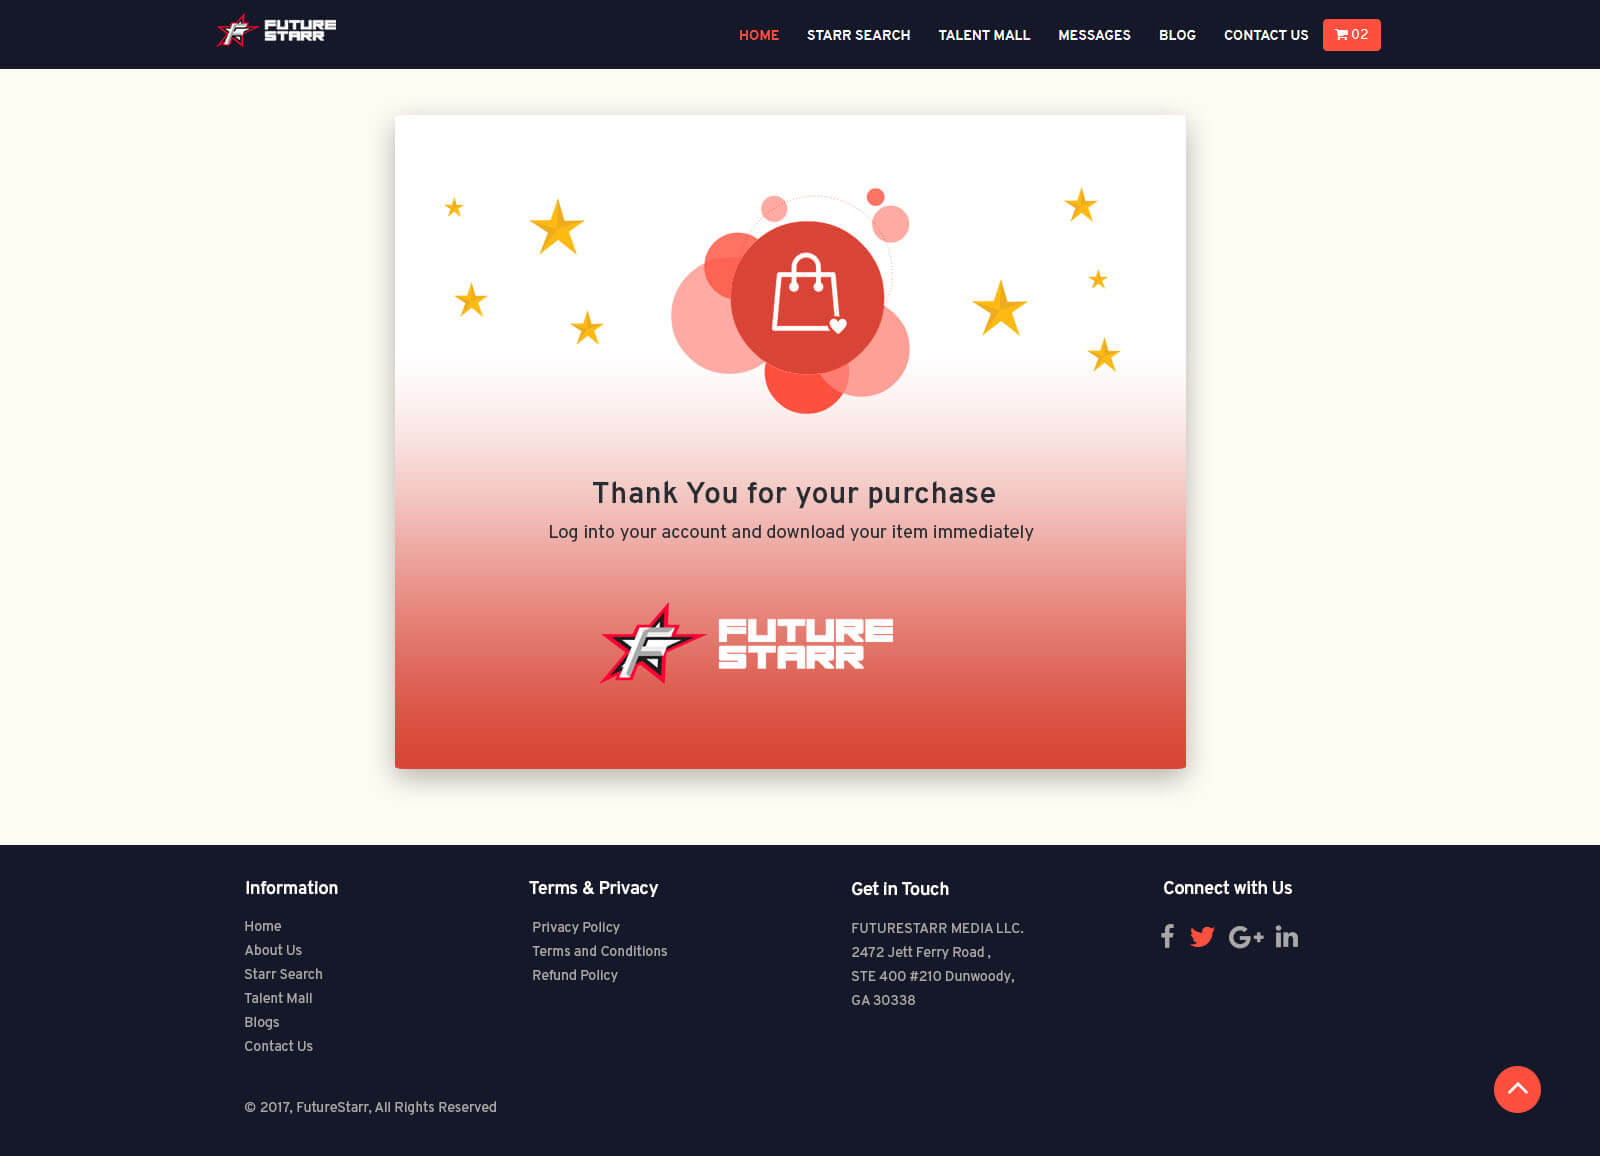 FUTURE
STARR
HOME STARR SEARCH TALENT MALL MESSAGES BLOG CONTACT US 02
Thank You for your purchase
Log into your account and download your item immediately
F
FUTURE
STARR
Information
Home
About Us
Starr Search
Talent Mall
Blogs
Contact Us
Terms & Privacy
Privacy Policy
Terms and Conditions
Refund Policy
Get in Touch
FUTURESTARR MEDIA LLC.
2472 Jett Ferry Road ,
STE 400 #210 Dunwoody,
GA 30338
Connect with Us
© 2017, FutureStarr, All Rights Reserved